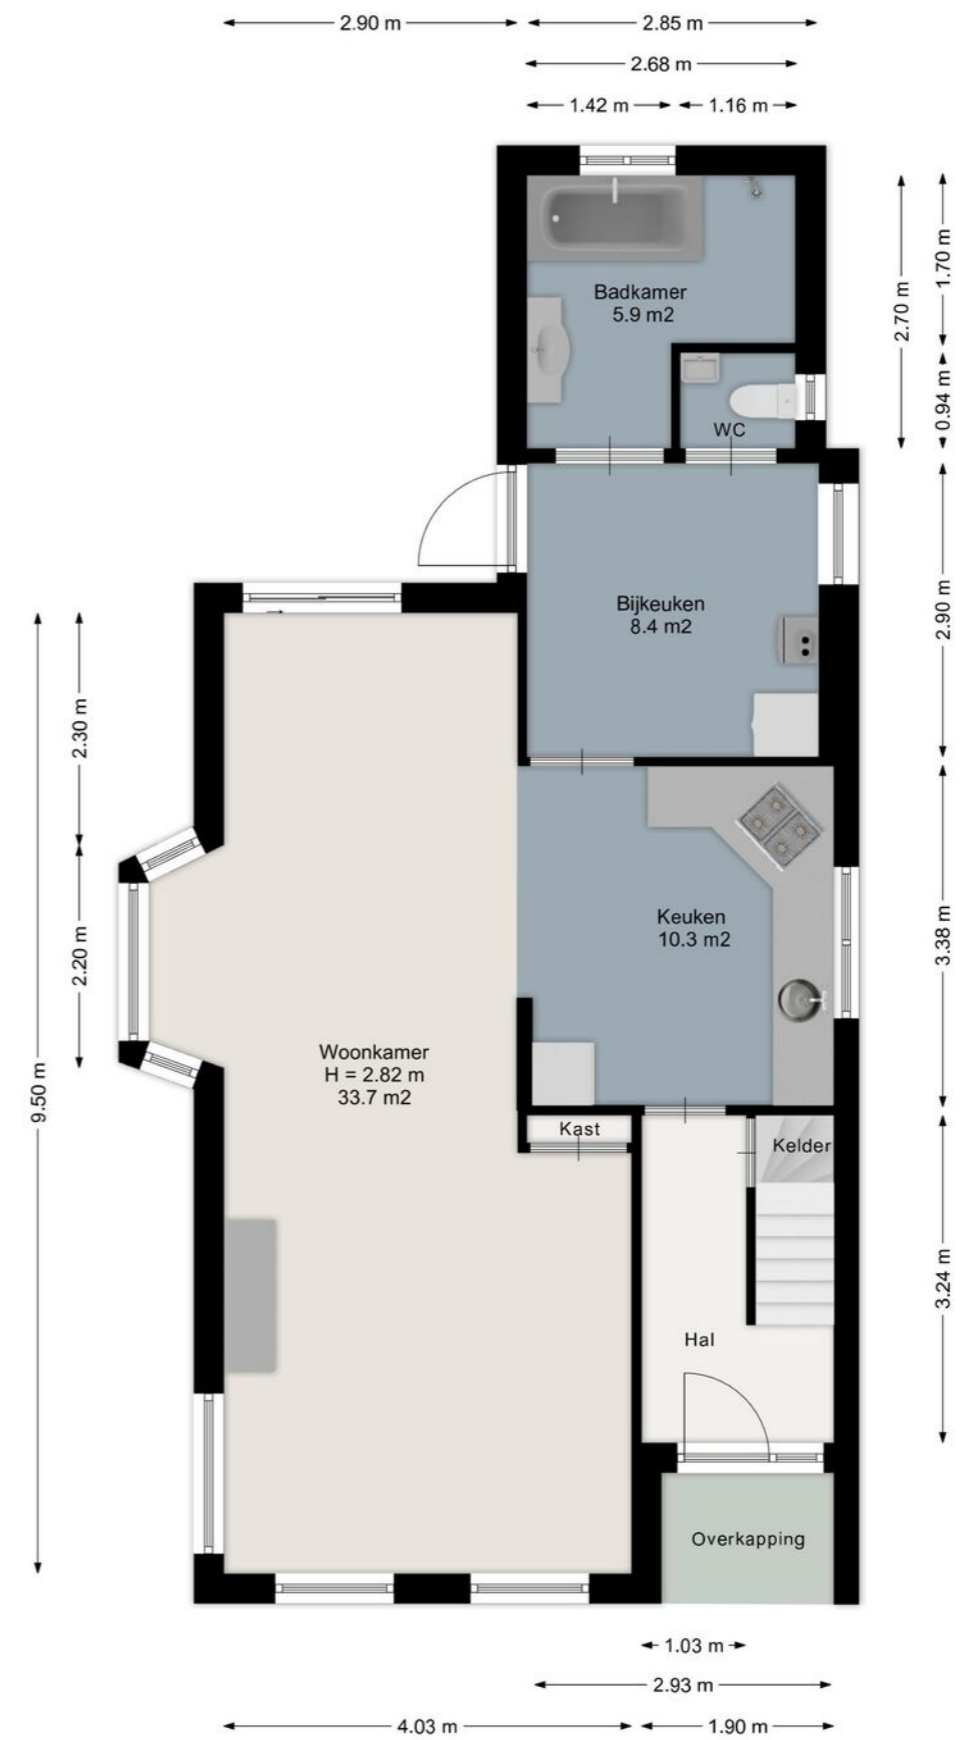 2.90 m
2.85 m
2.68 m
1.42 m
1.16 m
Badkamer
5.9 m2
WC
2.70 m
1.70 m
0.94 m
Bijkeuken
8.4 m2
2.90 m
2.30 m
2.20 m
9.50 m
Keuken
10.3 m2
3.38 m
Woonkamer
H = 2.82 m
33.7 m2
Kast
Kelder
3.24 m
Hal
Overkapping
1.03 m
2.93 m
4.03 m
1.90 m